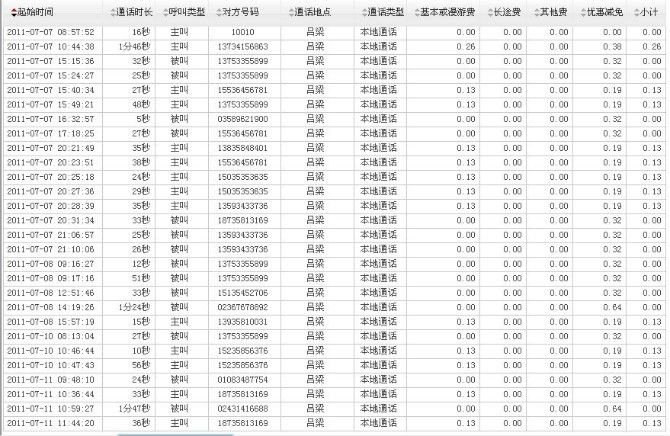 起始时间 通话时长 呼叫类型 对方号码 通话地点 通话类型 基本或漫游费 长途费 其他费 优惠减免 小计
2011-07-07 08:57:52 16秒 主叫 10010 吕梁 本地通话 0.00 0.00 0.00 0.00 0.00
2011-07-07 10:44:38 1分46秒 主叫 13734156863 吕梁 本地通话 0.26 0.00 0.00 0.38 0.26
2011-07-07 15:15:36 32秒 被叫 13753355899 吕梁 本地通话 0.00 0.00 0.00 0.32 0.00
2011-07-07 15:24:27 25秒 被叫 13753355899 吕梁 本地通话 0.00 0.00 0.00 0.32 0.00
2011-07-07 15:40:34 27秒 主叫 15536456781 吕梁 本地通话 0.13 0.00 0.00 0.19 0.13
2011-07-07 15:49:21 48秒 主叫 13753355899 吕梁 本地通话 0.13 0.00 0.00 0.19 0.13
2011-07-07 16:32:57 5秒 被叫 03589621900 吕梁 本地通话 0.00 0.00 0.00 0.32 0.00
2011-07-07 17:18:25 27秒 被叫 15536456781 吕梁 本地通话 0.00 0.00 0.00 0.32 0.00
2011-07-07 20:21:49 35秒 主叫 13835848401 吕梁 本地通话 0.13 0.00 0.00 0.19 0.13
2011-07-07 20:23:51 38秒 主叫 15536456781 吕梁 本地通话 0.13 0.00 0.00 0.19 0.13
2011-07-07 20:25:18 24秒 主叫 15035353635 吕梁 本地通话 0.13 0.00 0.00 0.19 0.13
2011-07-07 20:27:36 29秒 主叫 15035353635 吕梁 本地通话 0.13 0.00 0.00 0.19 0.13
2011-07-07 20:28:39 35秒 主叫 13593433736 吕梁 本地通话 0.13 0.00 0.00 0.19 0.13
2011-07-07 20:31:34 33秒 被叫 18735813169 吕梁 本地通话 0.00 0.00 0.00 0.32 0.00
2011-07-07 21:06:57 25秒 被叫 13593433736 吕梁 本地通话 0.00 0.00 0.00 0.32 0.00
2011-07-07 21:10:06 26秒 被叫 13593433736 吕梁 本地通话 0.00 0.00 0.00 0.32 0.00
2011-07-08 09:16:27 12秒 被叫 13753355899 吕梁 本地通话 0.00 0.00 0.00 0.32 0.00
2011-07-08 09:17:16 51秒 被叫 13753355899 吕梁 本地通话 0.00 0.00 0.00 0.32 0.00
2011-07-08 12:51:46 33秒 被叫 15135452706 吕梁 本地通话 0.00 0.00 0.00 0.32 0.00
2011-07-08 14:19:26 1分24秒 被叫 02367678892 吕梁 本地通话 0.00 0.00 0.00 0.64 0.00
2011-07-08 15:57:19 15秒 主叫 13935810031 吕梁 本地通话 0.13 0.00 0.00 0.19 0.13
2011-07-10 08:13:04 27秒 被叫 13753355899 吕梁 本地通话 0.00 0.00 0.00 0.32 0.00
2011-07-10 10:46:44 10秒 主叫 15235856376 吕梁 本地通话 0.13 0.00 0.00 0.19 0.13
2011-07-10 10:47:43 56秒 主叫 15235856376 吕梁 本地通话 0.13 0.00 0.00 0.19 0.13
2011-07-11 09:48:10 24秒 被叫 01083487754 吕梁 本地通话 0.00 0.00 0.00 0.32 0.00
2011-07-11 10:36:44 33秒 主叫 18735813169 吕梁 本地通话 0.13 0.00 0.00 0.19 0.13
2011-07-11 10:59:27 1分47秒 被叫 02431416688 吕梁 本地通话 0.00 0.00 0.00 0.64 0.00
2011-07-11 11:44:20 36秒 主叫 18735813169 吕梁 本地通话 0.13 0.00 0.00 0.19 0.13